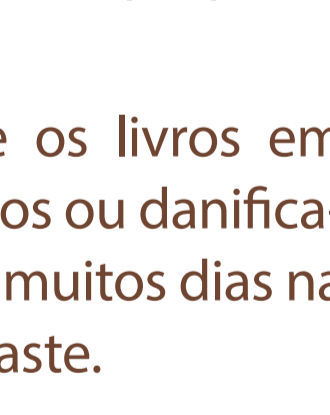 e os livros em
os ou danifica-
muitos dias na
aste.